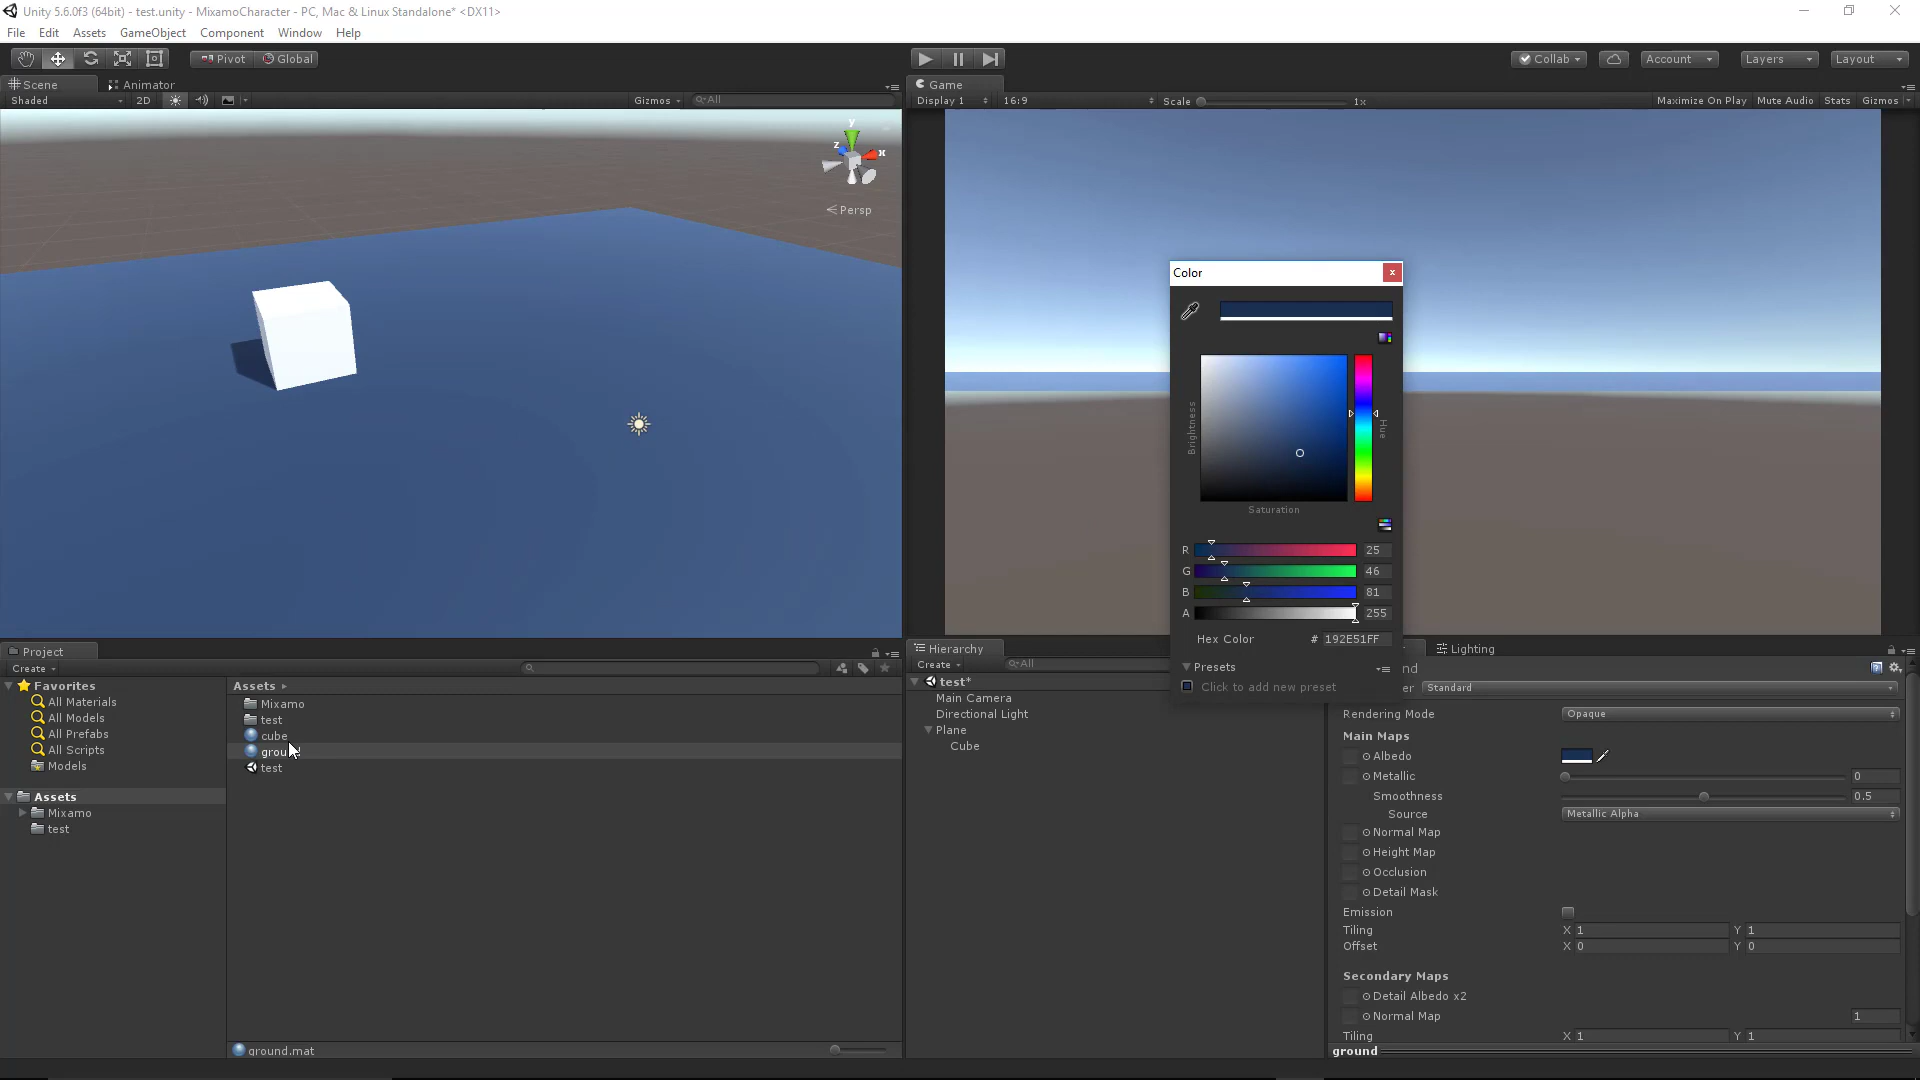 Unity 5.6.0f3 (64bit) - test.unity - MixamoCharacter - PC, Mac & Linux Standalone* <DX11>
File Edit Assets GameObject Component Window Help
Pivot Global Collab Account Layers Layout
Scene Animator
Shaded 2D Gizmos All
y
z
x
Persp
Game
Display 1 16:9 Scale 1x Maximize On Play Mute Audio Stats Gizmos
Color
Brightness
Hue
Saturation
R 25
G 46
B 81
A 255
Hex Color # 192E51FF
Presets
Click to add new preset
Project
Create
Favorites
All Materials
All Models
All Prefabs
All Scripts
Models
Assets
Mixamo
test
Assets
Mixamo
test
cube
test
ground.mat
Hierarchy
Create All
test*
Main Camera
Directional Light
Plane
Cube
Lighting
Standard
Rendering Mode Opaque
Main Maps
Albedo
Metallic 0
Smoothness 0.5
Source Metallic Alpha
Normal Map
Height Map
Occlusion
Detail Mask
Emission
Tiling X 1 Y 1
Offset X 0 Y 0
Secondary Maps
Detail Albedo x2
Normal Map 1
Tiling X 1 Y 1
ground